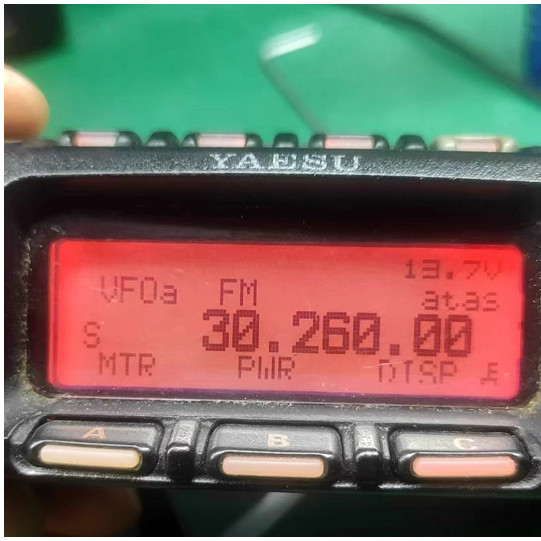 YAESU
13.7V
VFOa FM atas
30.260.00
S
MTR PWR DISP
A B C